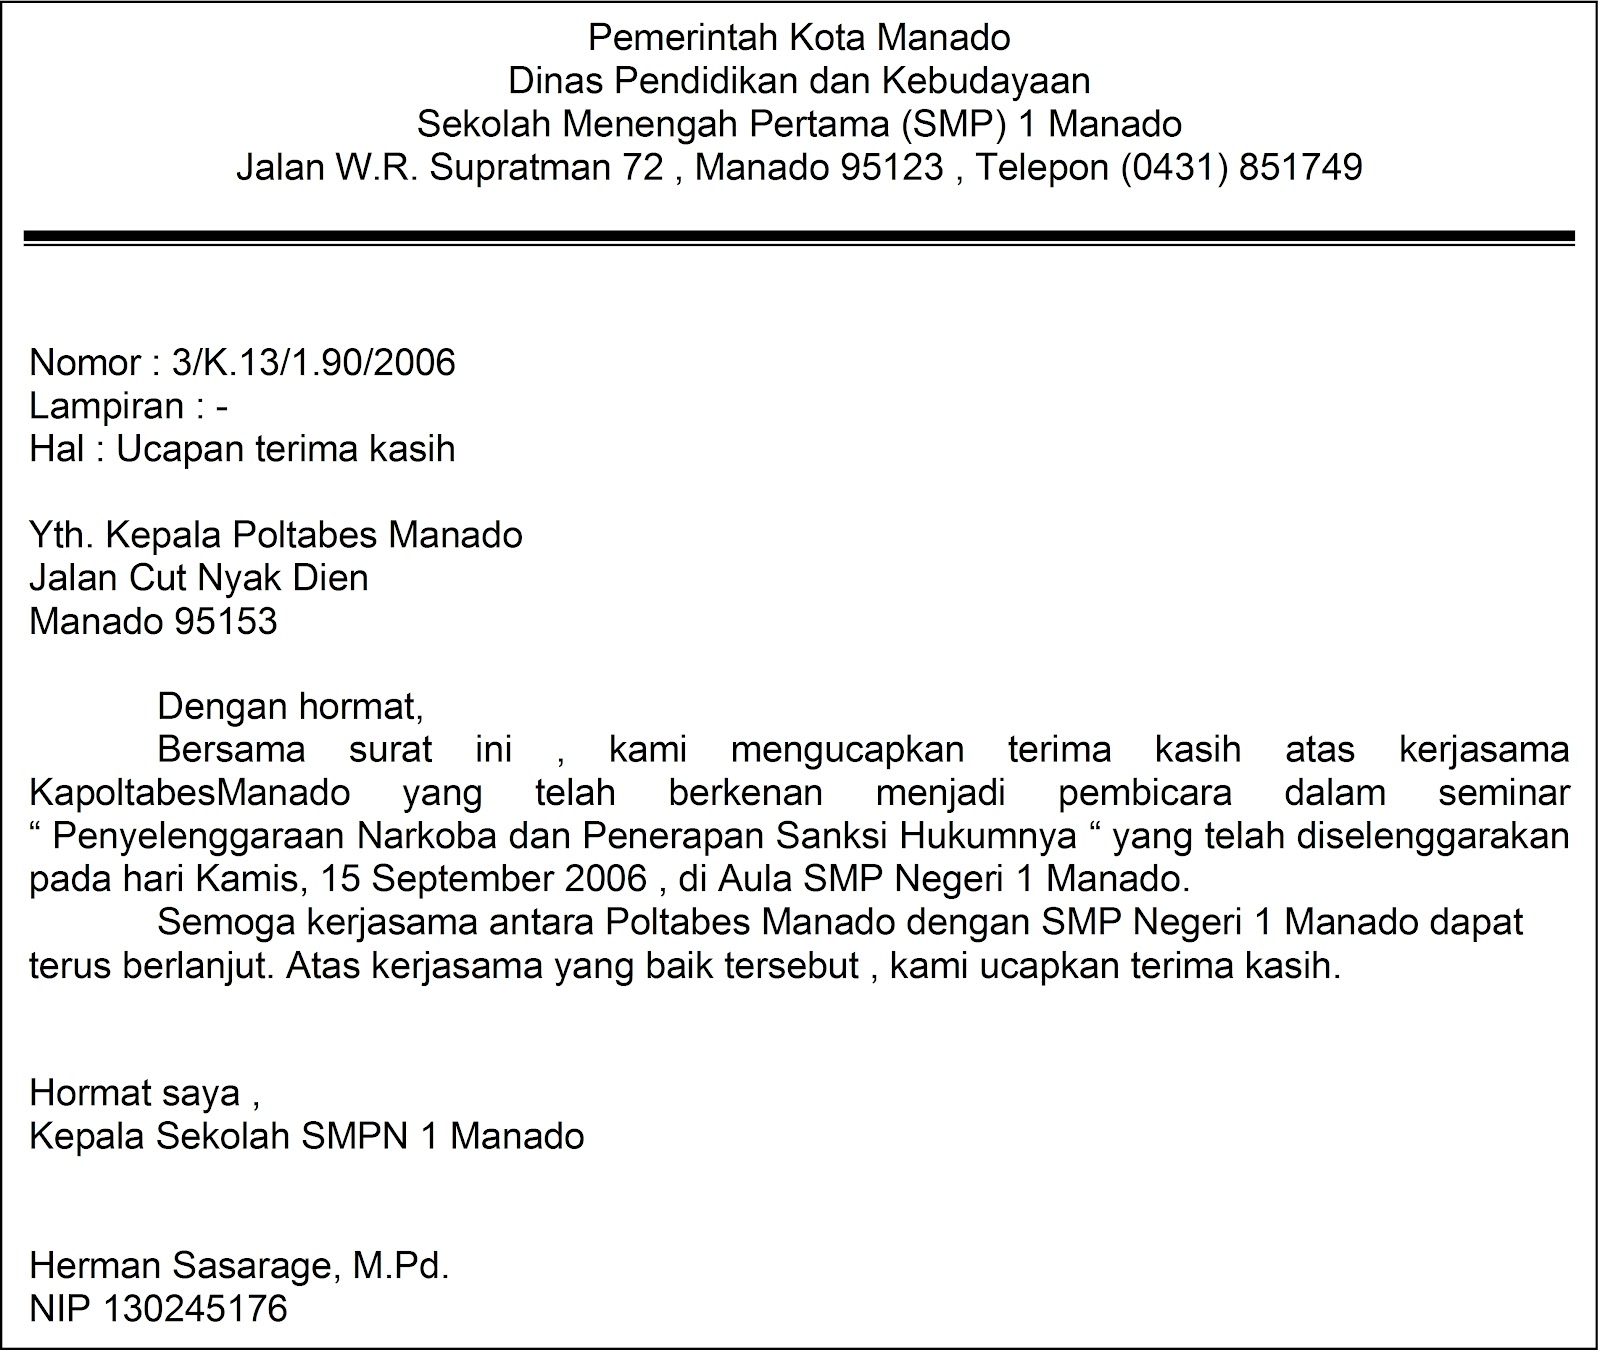 Pemerintah Kota Manado
Dinas Pendidikan dan Kebudayaan
Sekolah Menengah Pertama (SMP) 1 Manado
Jalan W.R. Supratman 72 , Manado 95123 , Telepon (0431) 851749
Nomor : 3/K.13/1.90/2006
Lampiran : -
Hal : Ucapan terima kasih
Yth. Kepala Poltabes Manado
Jalan Cut Nyak Dien
Manado 95153
Dengan hormat,
Bersama surat ini , kami mengucapkan terima kasih atas kerjasama
KapoltabesManado yang telah berkenan menjadi pembicara dalam seminar
“ Penyelenggaraan Narkoba dan Penerapan Sanksi Hukumnya “ yang telah diselenggarakan
pada hari Kamis, 15 September 2006 , di Aula SMP Negeri 1 Manado.
Semoga kerjasama antara Poltabes Manado dengan SMP Negeri 1 Manado dapat
terus berlanjut. Atas kerjasama yang baik tersebut , kami ucapkan terima kasih.
Hormat saya ,
Kepala Sekolah SMPN 1 Manado
Herman Sasarage, M.Pd.
NIP 130245176